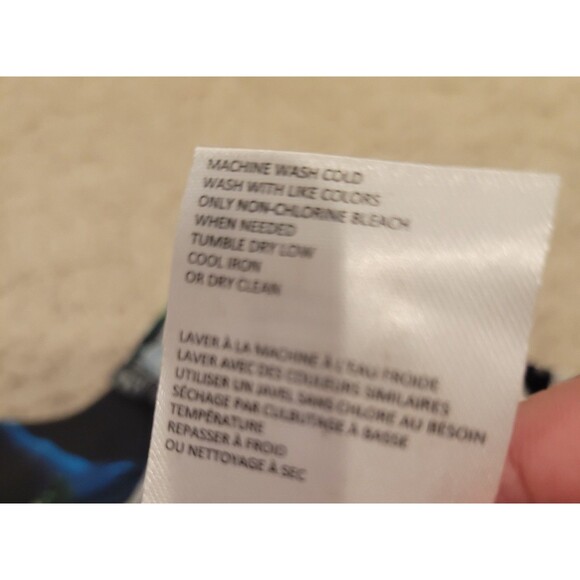 MACHINE WASH COLD
WASH WITH LIKE COLORS
ONLY NON-CHLORINE BLEACH
WHEN NEEDED
TUMBLE DRY LOW
COOL IRON
OR DRY CLEAN
LAVER À LA MACHINE À L'EAU FROIDE
LAVER AVEC DES COULEURS SIMILAIRES
UTILISER UN JAVEL SANS CHLORE AU BESOIN
SÉCHAGE PAR CULBUTAGE À BASSE
TEMPÉRATURE
REPASSER À FROID
OU NETTOYAGE À SEC